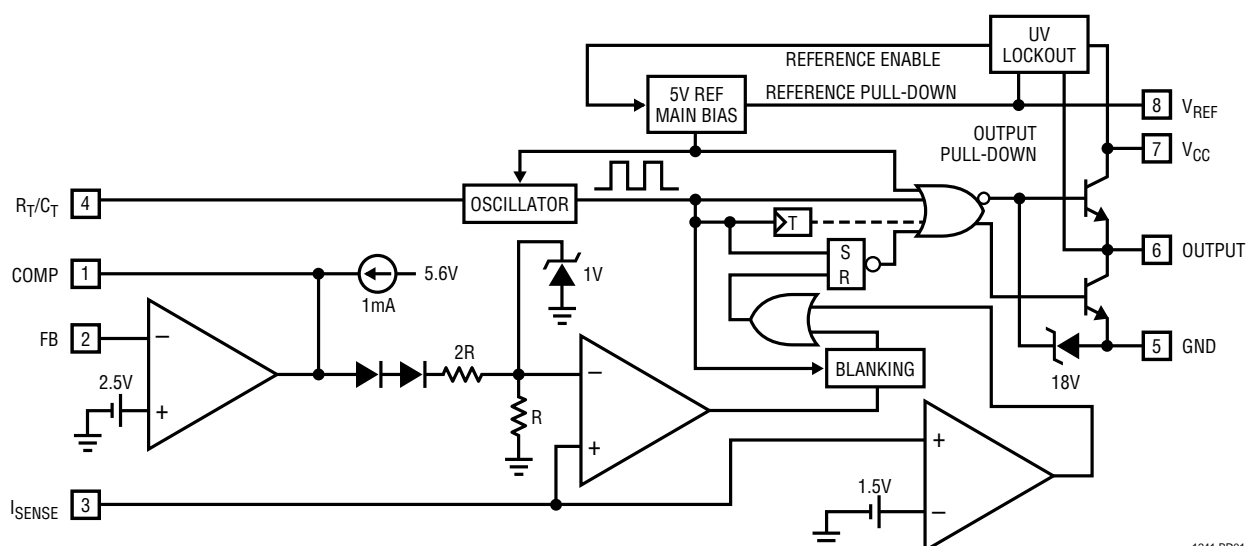 UV
LOCKOUT
REFERENCE ENABLE
5V REF
MAIN BIAS
REFERENCE PULL-DOWN
8 VREF
OUTPUT
PULL-DOWN
7 VCC
RT/CT 4
OSCILLATOR
T
S
R
6 OUTPUT
COMP 1
5.6V
1mA
1V
FB 2
–
2R
2.5V
+
R
–
+
BLANKING
18V
5 GND
ISENSE 3
+
1.5V
–